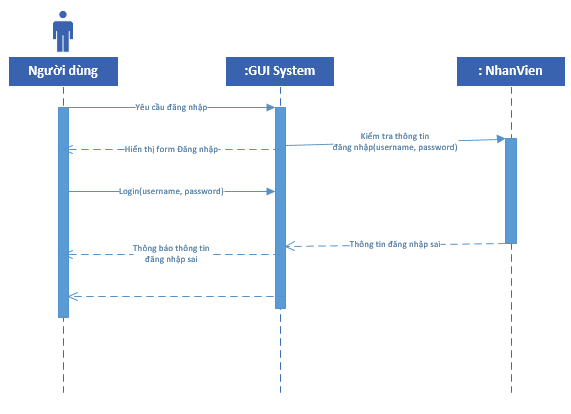 Người dùng
:GUI System
: NhanVien
Yêu cầu đăng nhập
Kiểm tra thông tin
đăng nhập(username, password)
Hiển thị form Đăng nhập
Login(username, password)
Thông tin đăng nhập sai
Thông báo thông tin
đăng nhập sai